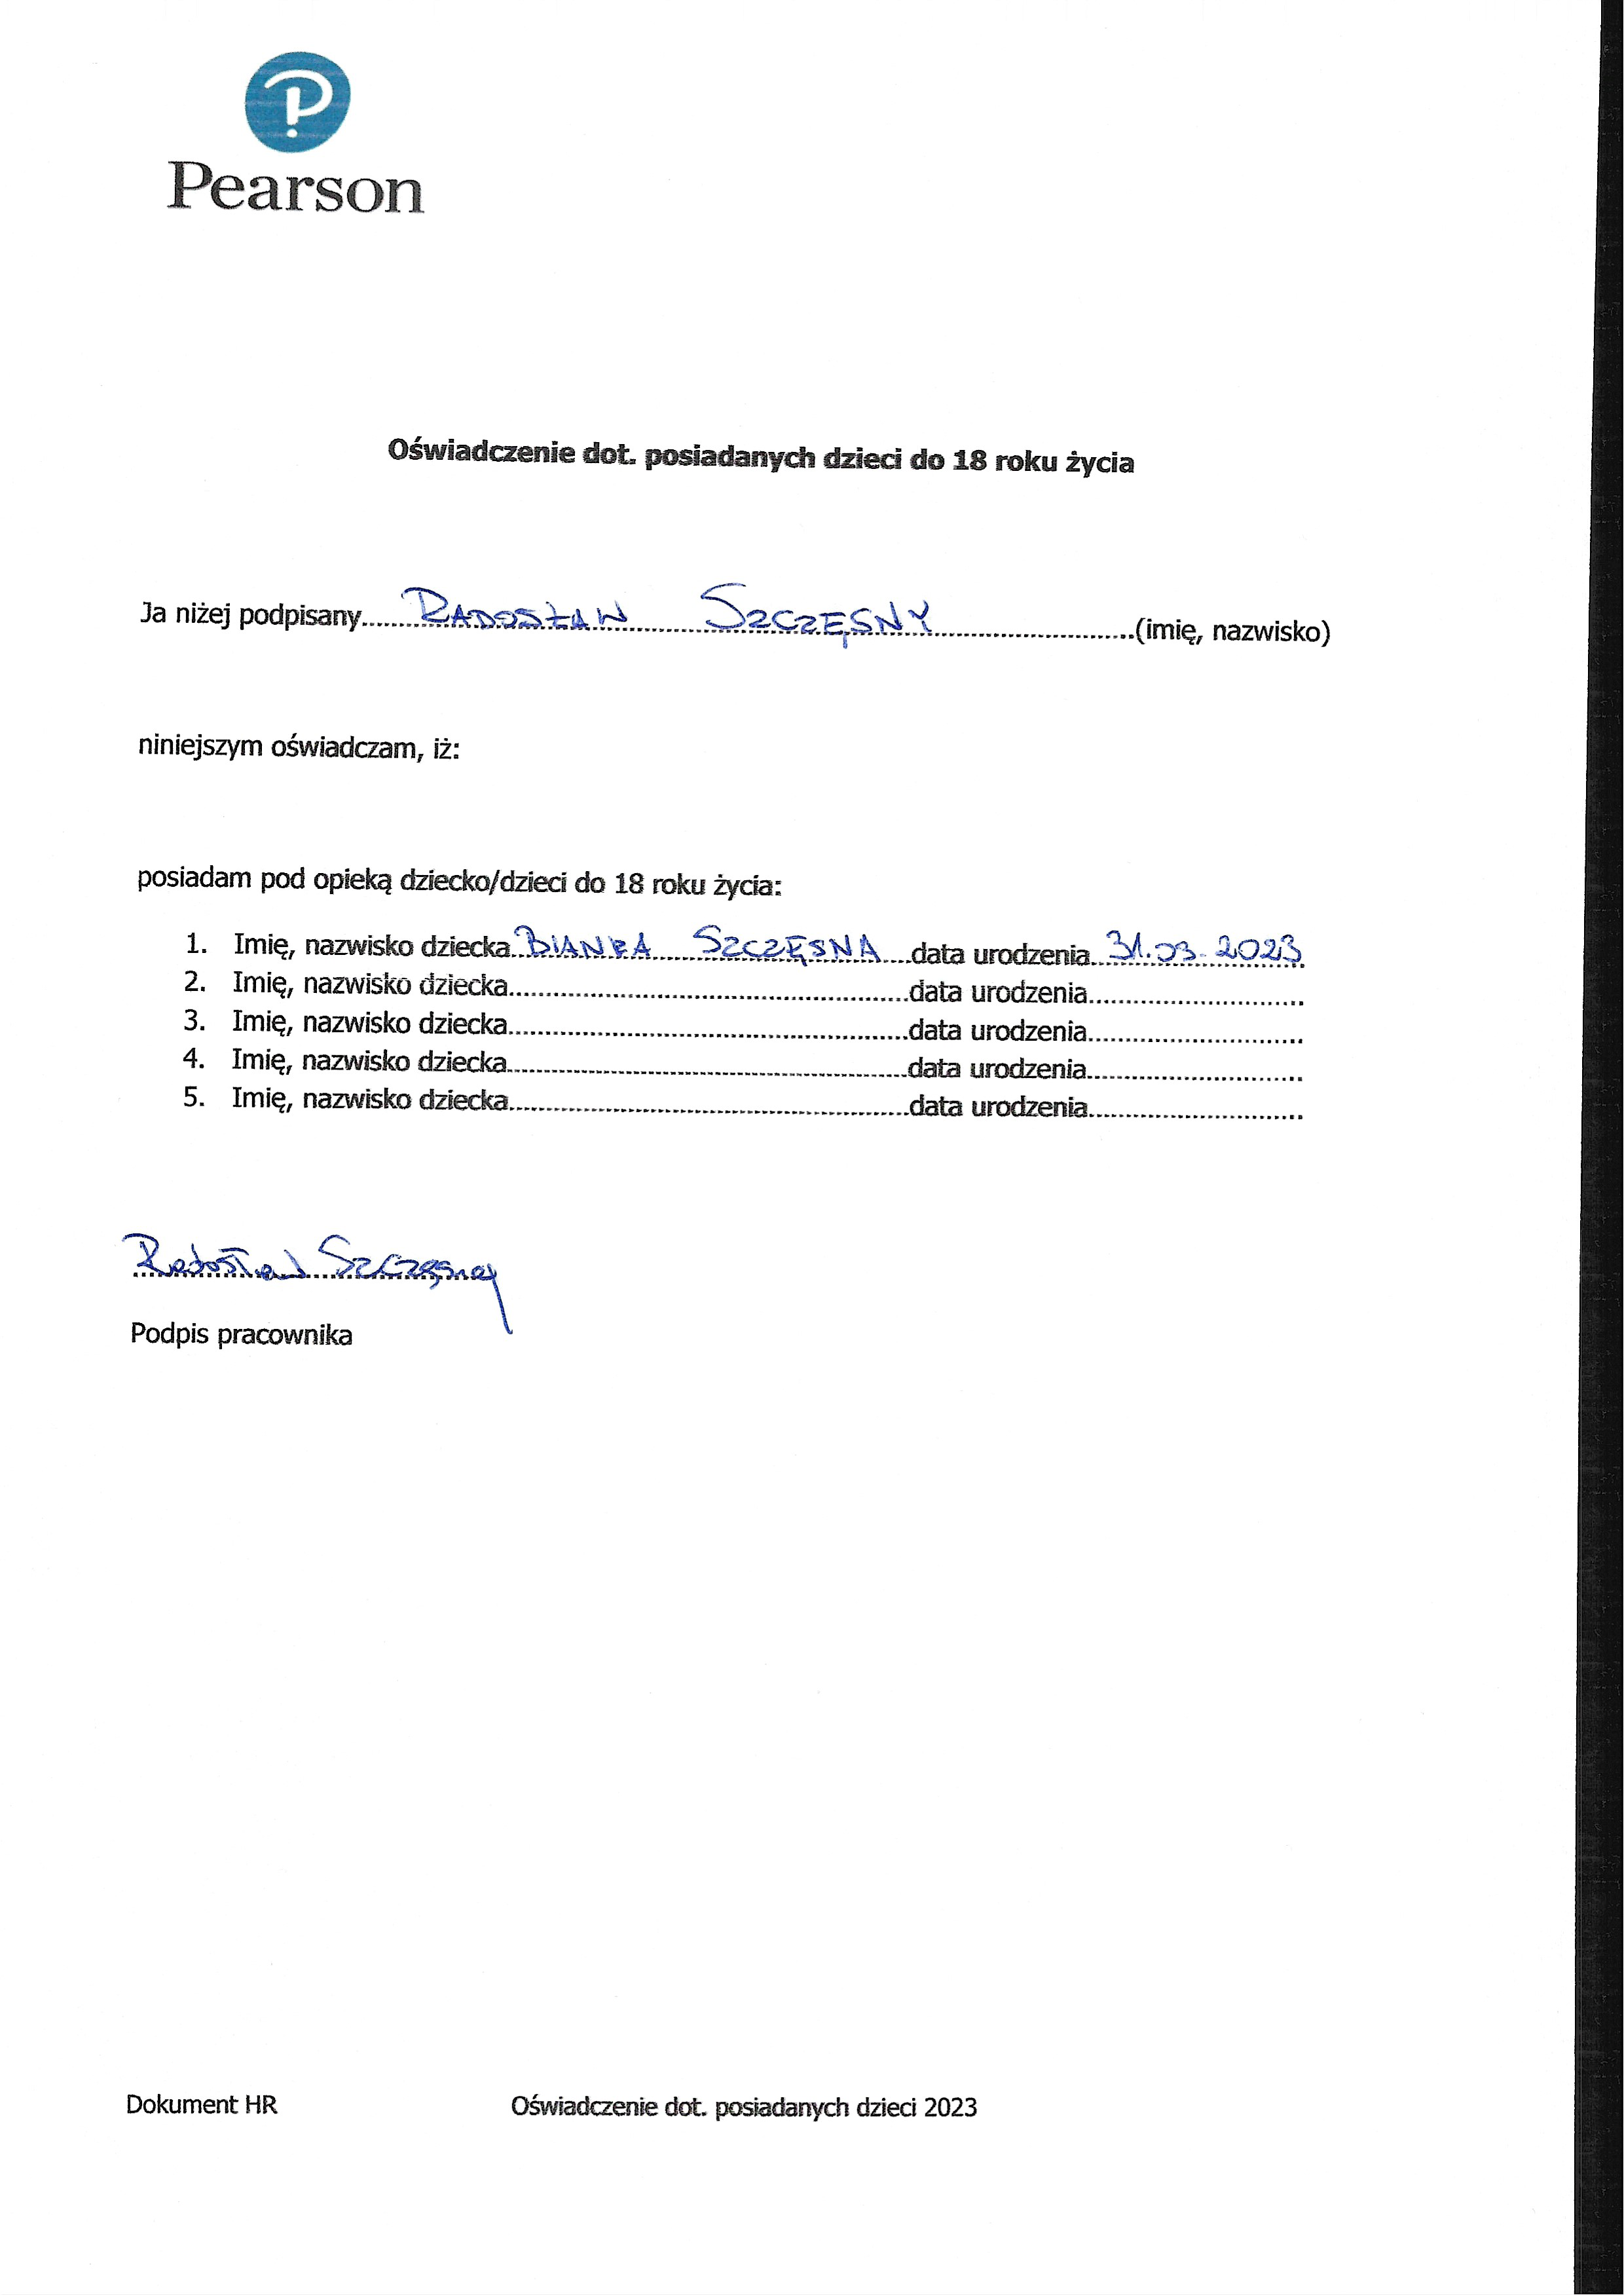 Pearson
Oświadczenie dot. posiadanych dzieci do 18 roku życia
Ja niżej podpisany......RADOSŁAW SZCZĘSNY......(imię, nazwisko)
niniejszym oświadczam, iż:
posiadam pod opieką dziecko/dzieci do 18 roku życia:
1. Imię, nazwisko dziecka..BIANKA SZCZĘSNA...data urodzenia..31.03.2023
2. Imię, nazwisko dziecka......data urodzenia......
3. Imię, nazwisko dziecka......data urodzenia......
4. Imię, nazwisko dziecka......data urodzenia......
5. Imię, nazwisko dziecka......data urodzenia......
Radosław Szczęsny
Podpis pracownika
Dokument HR Oświadczenie dot. posiadanych dzieci 2023